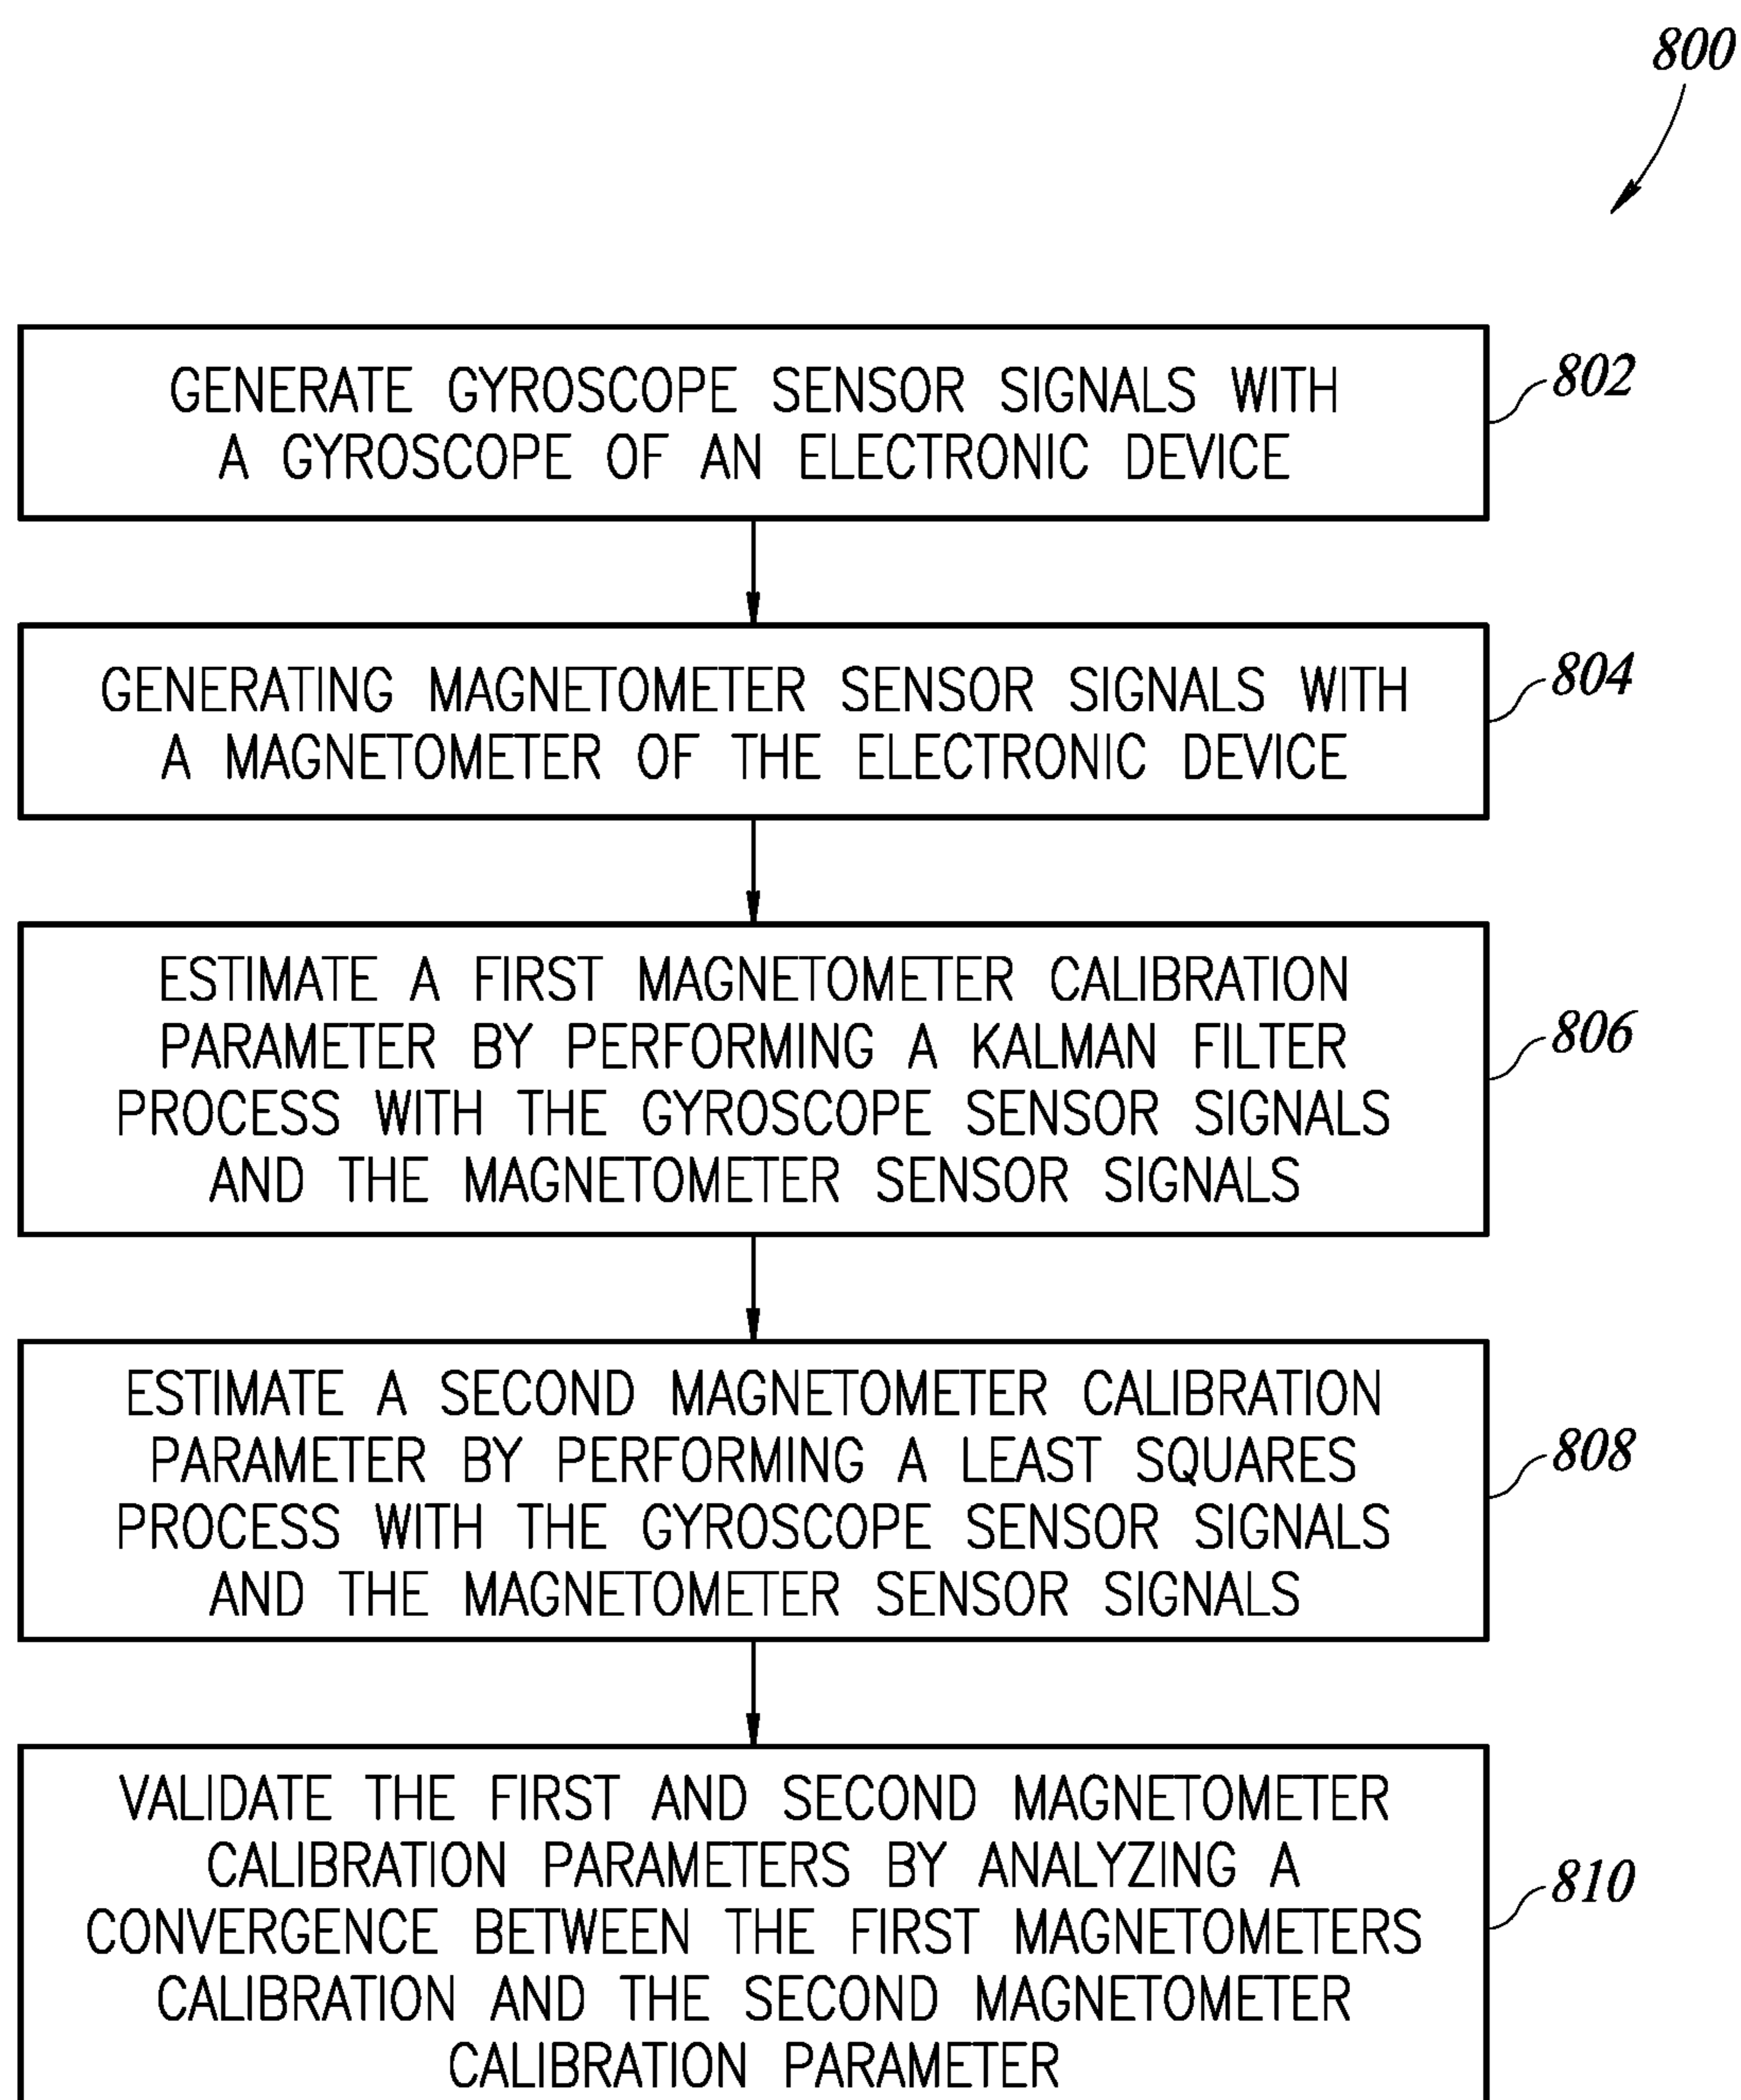 800
GENERATE GYROSCOPE SENSOR SIGNALS WITH
A GYROSCOPE OF AN ELECTRONIC DEVICE
802
GENERATING MAGNETOMETER SENSOR SIGNALS WITH
A MAGNETOMETER OF THE ELECTRONIC DEVICE
804
ESTIMATE A FIRST MAGNETOMETER CALIBRATION
PARAMETER BY PERFORMING A KALMAN FILTER
PROCESS WITH THE GYROSCOPE SENSOR SIGNALS
AND THE MAGNETOMETER SENSOR SIGNALS
806
ESTIMATE A SECOND MAGNETOMETER CALIBRATION
PARAMETER BY PERFORMING A LEAST SQUARES
PROCESS WITH THE GYROSCOPE SENSOR SIGNALS
AND THE MAGNETOMETER SENSOR SIGNALS
808
VALIDATE THE FIRST AND SECOND MAGNETOMETER
CALIBRATION PARAMETERS BY ANALYZING A
CONVERGENCE BETWEEN THE FIRST MAGNETOMETERS
CALIBRATION AND THE SECOND MAGNETOMETER
CALIBRATION PARAMETER
810